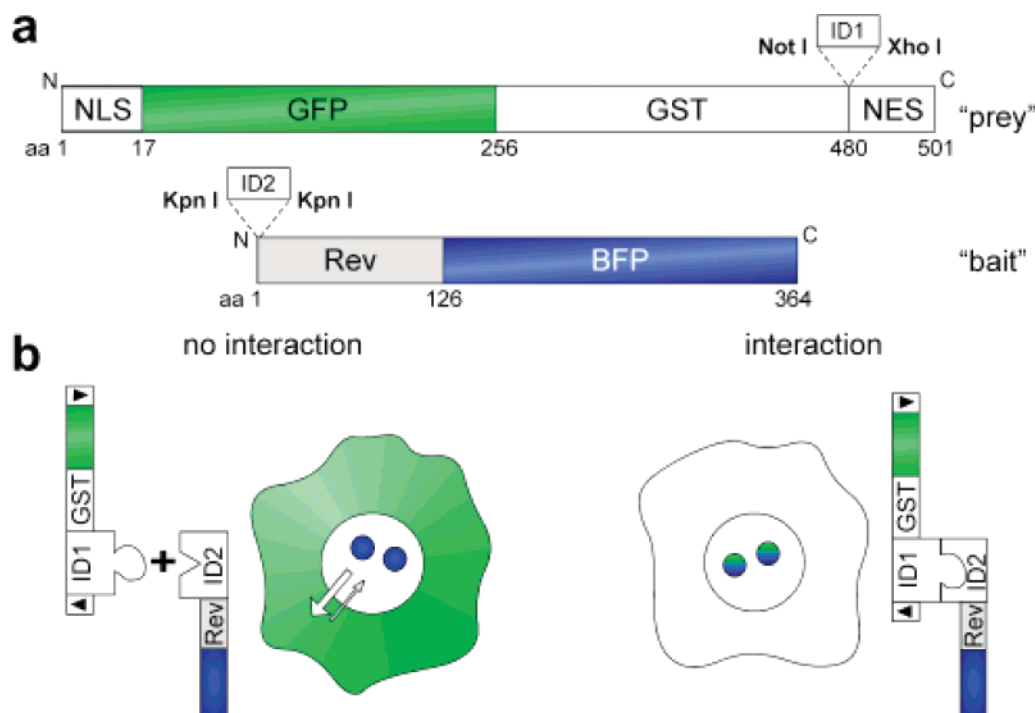 a
ID1
Not I Xho I
N C
NLS GFP GST NES "prey"
aa 1 17 256 480 501
ID2
Kpn I Kpn I
N C
Rev BFP "bait"
aa 1 126 364
b no interaction interaction
GST
ID1 + ID2
Rev
GST
ID1 ID2
Rev